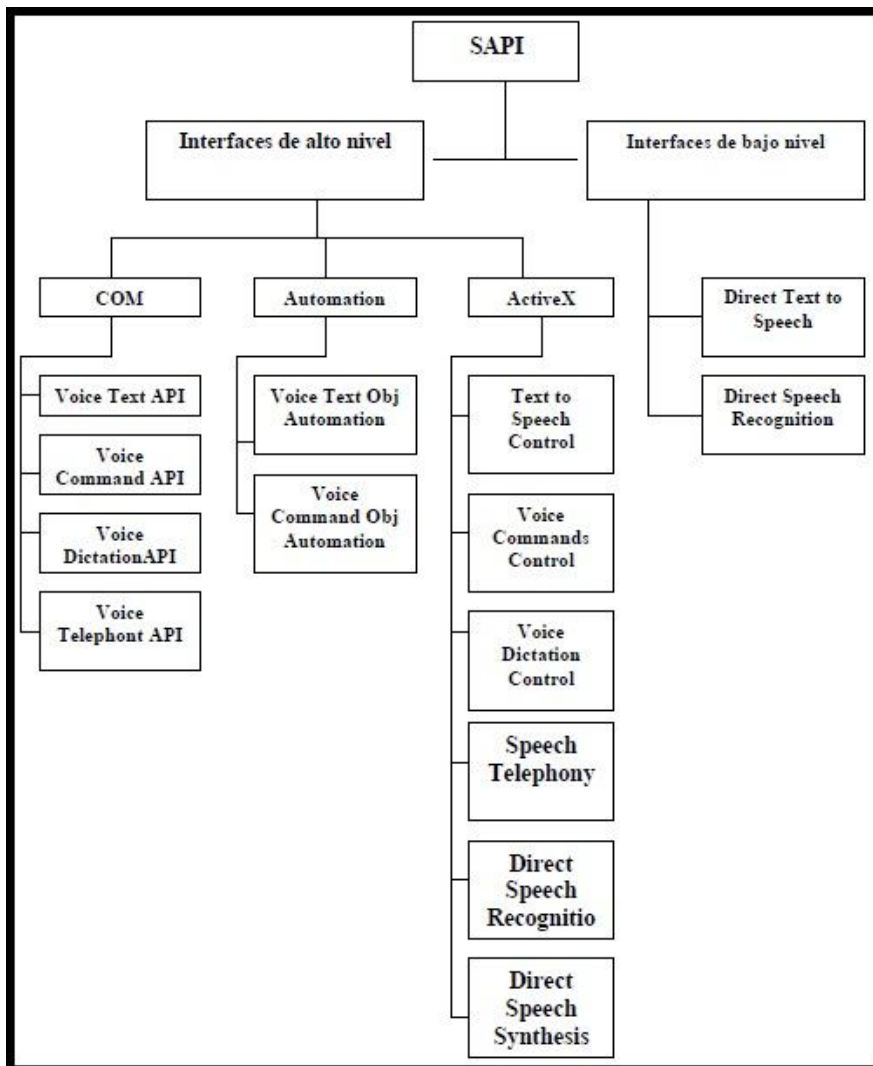 SAPI
Interfaces de alto nivel
Interfaces de bajo nivel
COM
Automation
ActiveX
Direct Text to
Speech
Voice Text API
Voice
Command API
Voice
DictationAPI
Voice
Telephont API
Voice Text Obj
Automation
Voice
Command Obj
Automation
Text to
Speech
Control
Voice
Commands
Control
Voice
Dictation
Control
Speech
Telephony
Direct
Speech
Recognitio
Direct
Speech
Synthesis
Direct Speech
Recognition